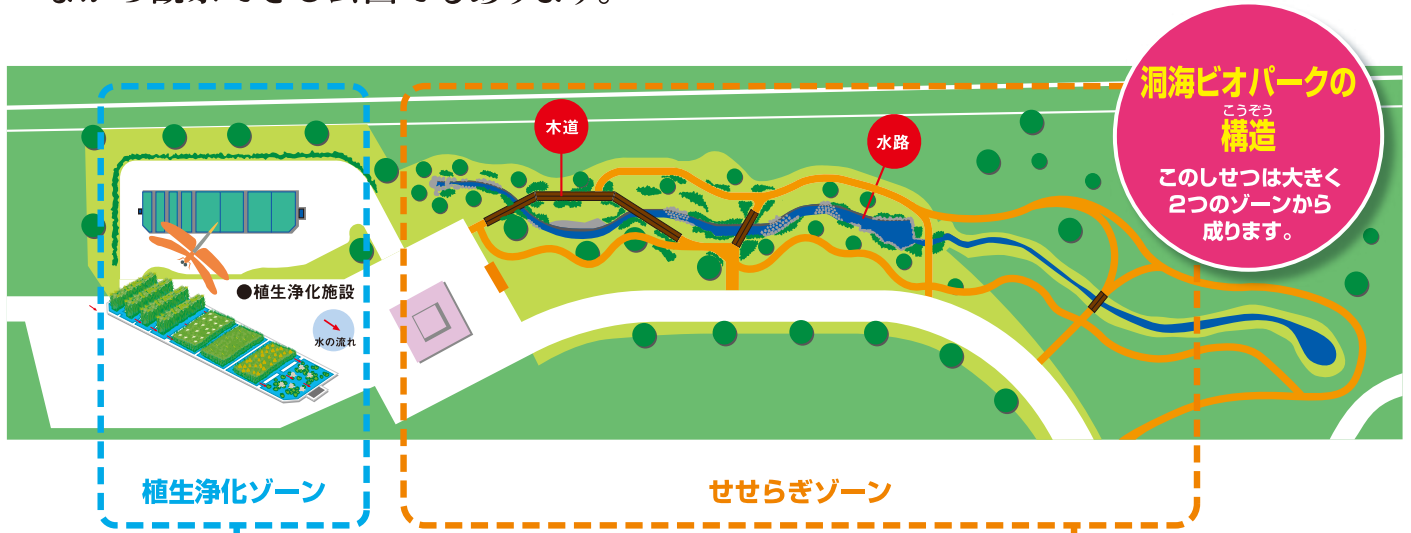 洞海ビオパークの
こうぞう
構造
このしせつは大きく
2つのゾーンから
成ります。
木道
水路
●植生浄化施設
水の流れ
植生浄化ゾーン
せせらぎゾーン